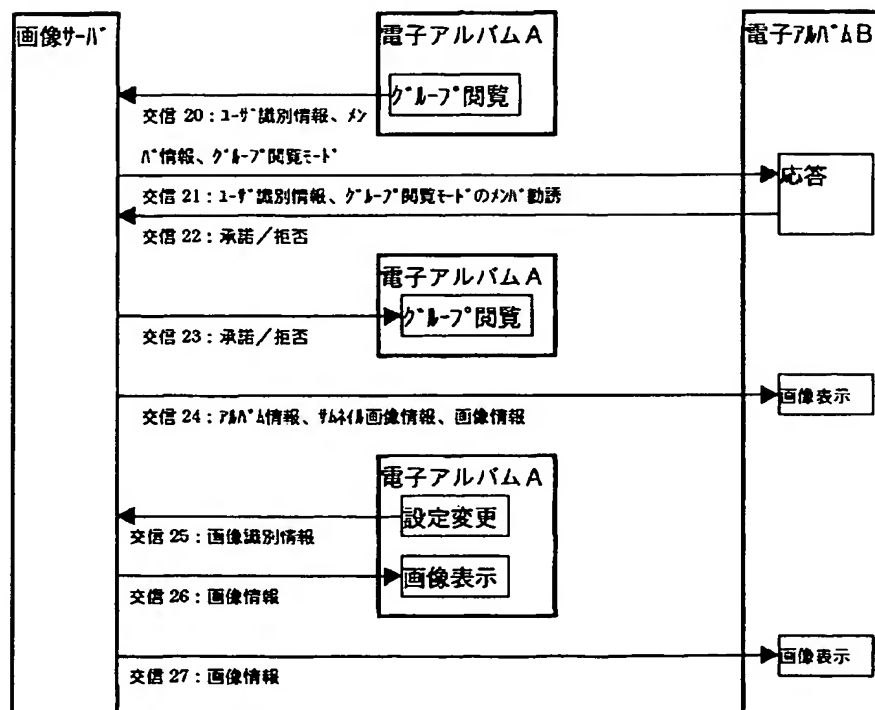 画像ｻｰﾊﾞ
電子アルバムA
電子ｱﾙﾊﾞﾑB
ｸﾞﾙｰﾌﾟ閲覧
交信 20：ﾕｰｻﾞ識別情報、ﾒﾝ
ﾊﾞ情報、ｸﾞﾙｰﾌﾟ閲覧ﾓｰﾄﾞ
応答
交信 21：ﾕｰｻﾞ識別情報、ｸﾞﾙｰﾌﾟ閲覧ﾓｰﾄﾞのﾒﾝﾊﾞ勧誘
交信 22：承諾／拒否
電子アルバムA
ｸﾞﾙｰﾌﾟ閲覧
交信 23：承諾／拒否
画像表示
交信 24：ｱﾙﾊﾞﾑ情報、ｻﾑﾈｲﾙ画像情報、画像情報
電子アルバムA
設定変更
交信 25：画像識別情報
画像表示
交信 26：画像情報
画像表示
交信 27：画像情報